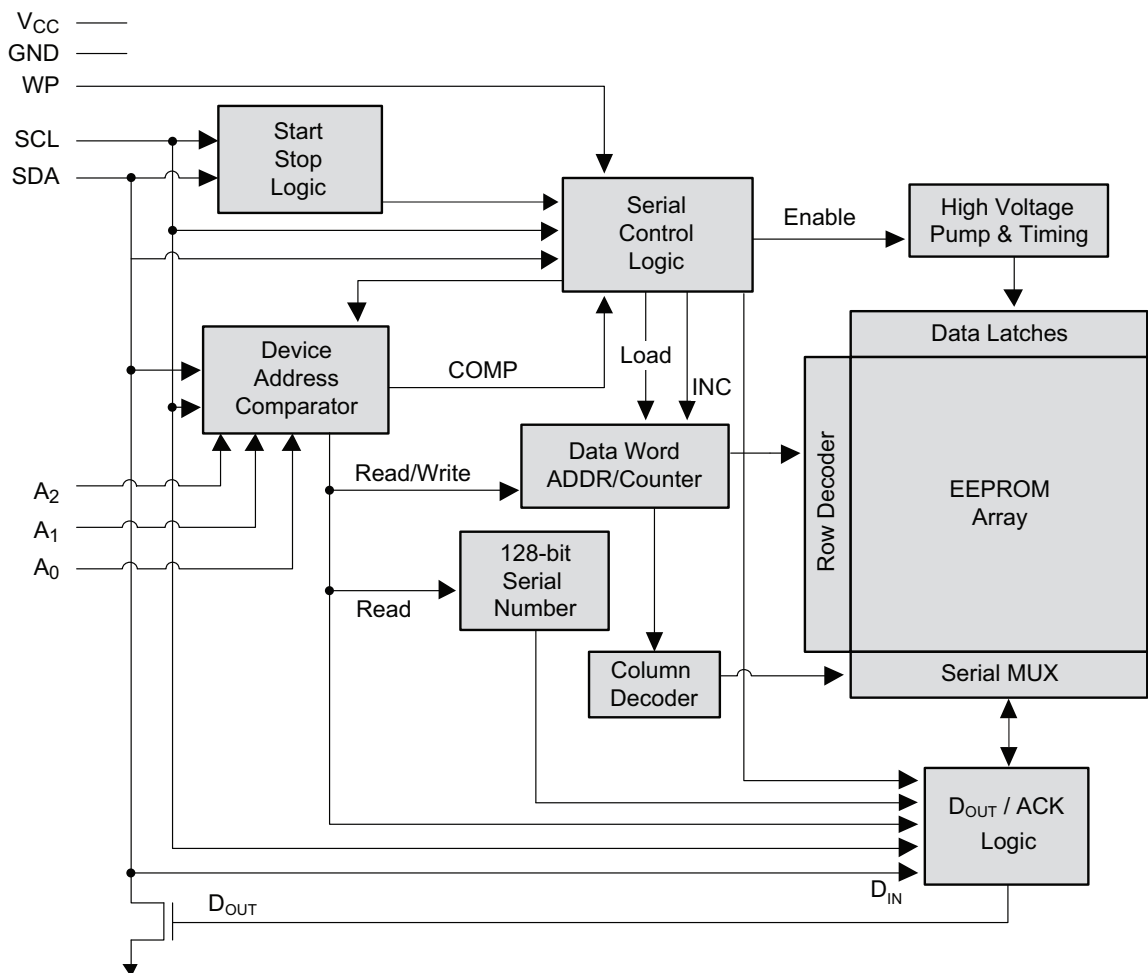 VCC
GND
WP
SCL
SDA
Start
Stop
Logic
Serial
Control
Logic
Enable
High Voltage
Pump & Timing
Device
Address
Comparator
COMP
Load
INC
Data Latches
Data Word
ADDR/Counter
Row Decoder
EEPROM
Array
Read/Write
A2
A1
A0
128-bit
Serial
Number
Read
Column
Decoder
Serial MUX
DOUT / ACK
Logic
DIN
DOUT